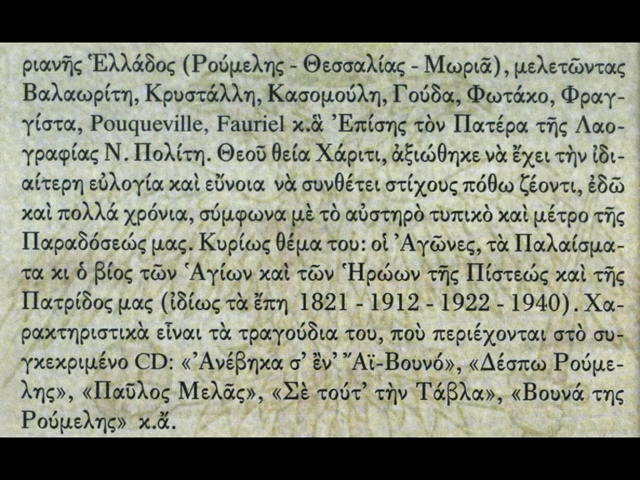 ριανῆς Ἑλλάδος (Ρούμελης - Θεσσαλίας - Μωριᾶ), μελετῶντας
Βαλαωρίτη, Κρυστάλλη, Κασομούλη, Γούδα, Φωτάκο, Φραγ-
γίστα, Pouqueville, Fauriel κ.ἄ Ἐπίσης τὸν Πατέρα τῆς Λαο-
γραφίας Ν. Πολίτη. Θεοῦ θεία Χάριτι, ἀξιώθηκε νὰ ἔχει τὴν ἰδι-
αίτερη εὐλογία καὶ εὔνοια νὰ συνθέτει στίχους πόθω ζέοντι, ἐδῶ
καὶ πολλά χρόνια, σύμφωνα μὲ τὸ αὐστηρὸ τυπικὸ καὶ μέτρο τῆς
Παραδόσεώς μας. Κυρίως θέμα του: οἱ Ἀγῶνες, τὰ Παλαίσμα-
τα κι ὁ βίος τῶν Ἁγίων καὶ τῶν Ἡρώων τῆς Πίστεώς καὶ τῆς
Πατρίδος μας (ἰδίως τὰ ἔπη 1821 - 1912 - 1922 - 1940). Χα-
ρακτηριστικὰ εἶναι τὰ τραγούδια του, ποὺ περιέχονται στὸ συ-
γκεκριμένο CD: «Ἀνέβηκα σ’ ἓν’ Ἅϊ-Βουνό», «Δέσπω Ρούμε-
λης», «Παῦλος Μελᾶς», «Σὲ τούτ’ τὴν Τάβλα», «Βουνά της
Ρούμελης» κ.ἄ.